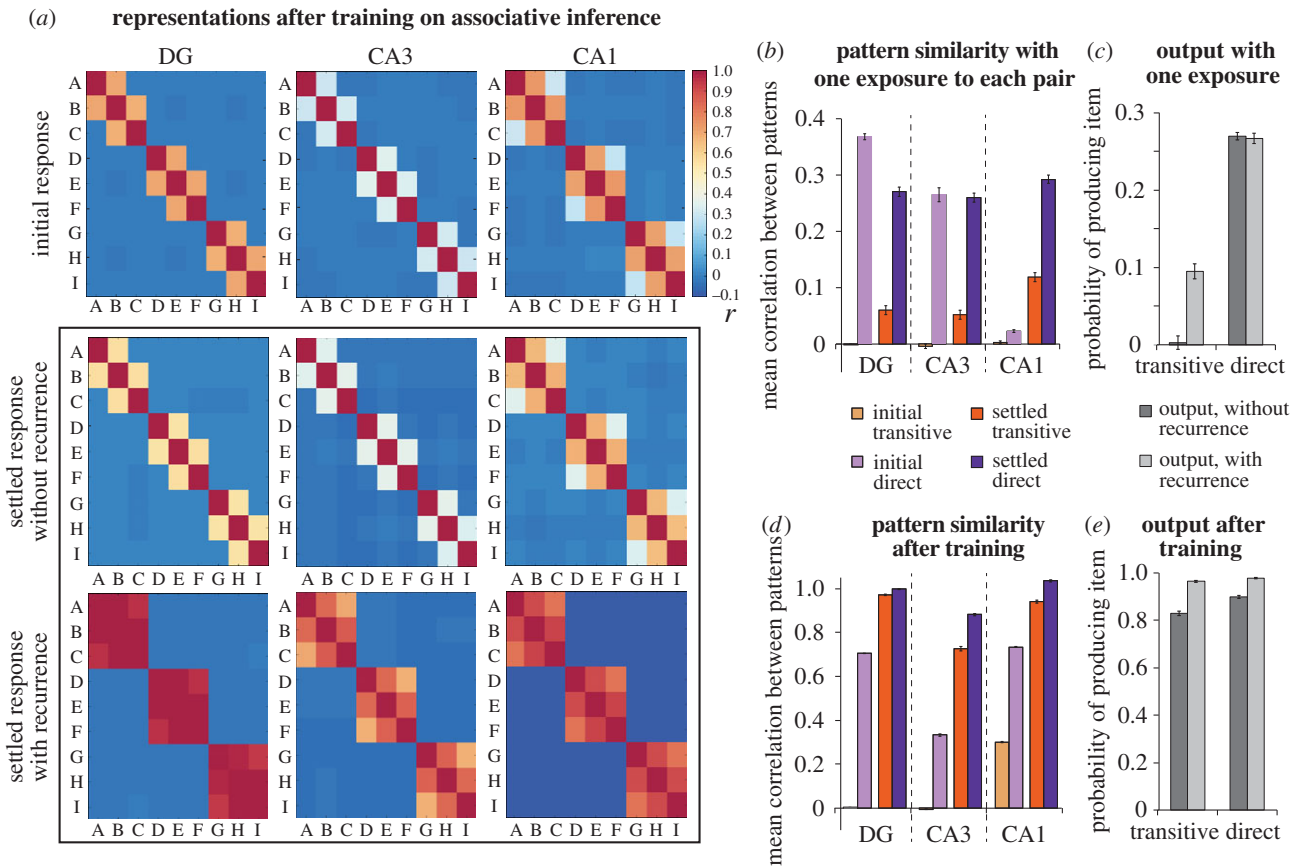 (a) representations after training on associative inference
DG CA3 CA1
initial response
A
B
C
D
E
F
G
H
I
A B C D E F G H I
A
B
C
D
E
F
G
H
I
A B C D E F G H I
A
B
C
D
E
F
G
H
I
A B C D E F G H I
1.0
0.9
0.8
0.7
0.6
0.5
0.4
0.3
0.2
0.1
0
−0.1
r
settled response
without recurrence
A
B
C
D
E
F
G
H
I
A B C D E F G H I
A
B
C
D
E
F
G
H
I
A B C D E F G H I
A
B
C
D
E
F
G
H
I
A B C D E F G H I
settled response
with recurrence
A
B
C
D
E
F
G
H
I
A B C D E F G H I
A
B
C
D
E
F
G
H
I
A B C D E F G H I
A
B
C
D
E
F
G
H
I
A B C D E F G H I
(b) pattern similarity with
one exposure to each pair
mean correlation between patterns
0.4
0.3
0.2
0.1
0
DG CA3 CA1
initial
transitive
settled
transitive
initial
direct
settled
direct
(c) output with
one exposure
probability of producing item
0.3
0.2
0.1
0
transitive direct
output, without
recurrence
output, with
recurrence
(d) pattern similarity
after training
mean correlation between patterns
1.0
0.8
0.6
0.4
0.2
0
DG CA3 CA1
(e) output after
training
probability of producing item
1.0
0.8
0.6
0.4
0.2
0
transitive direct